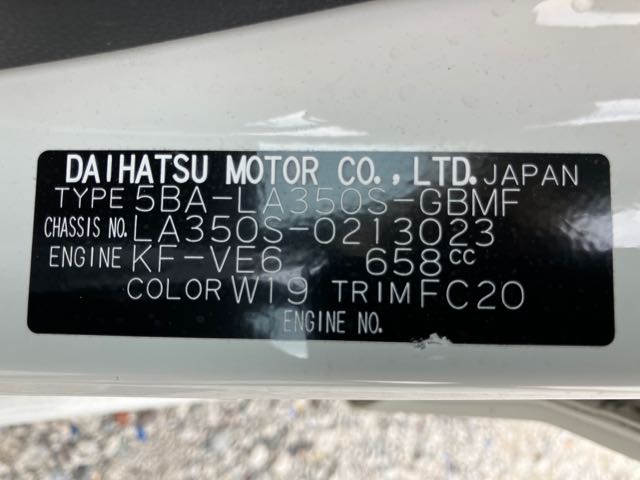 DAIHATSU MOTOR CO., LTD. JAPAN
TYPE 5BA-LA350S-GBMF
CHASSIS NO. LA350S-0213023
ENGINE KF-VE6 658cc
COLOR W19 TRIM FC20
ENGINE NO.